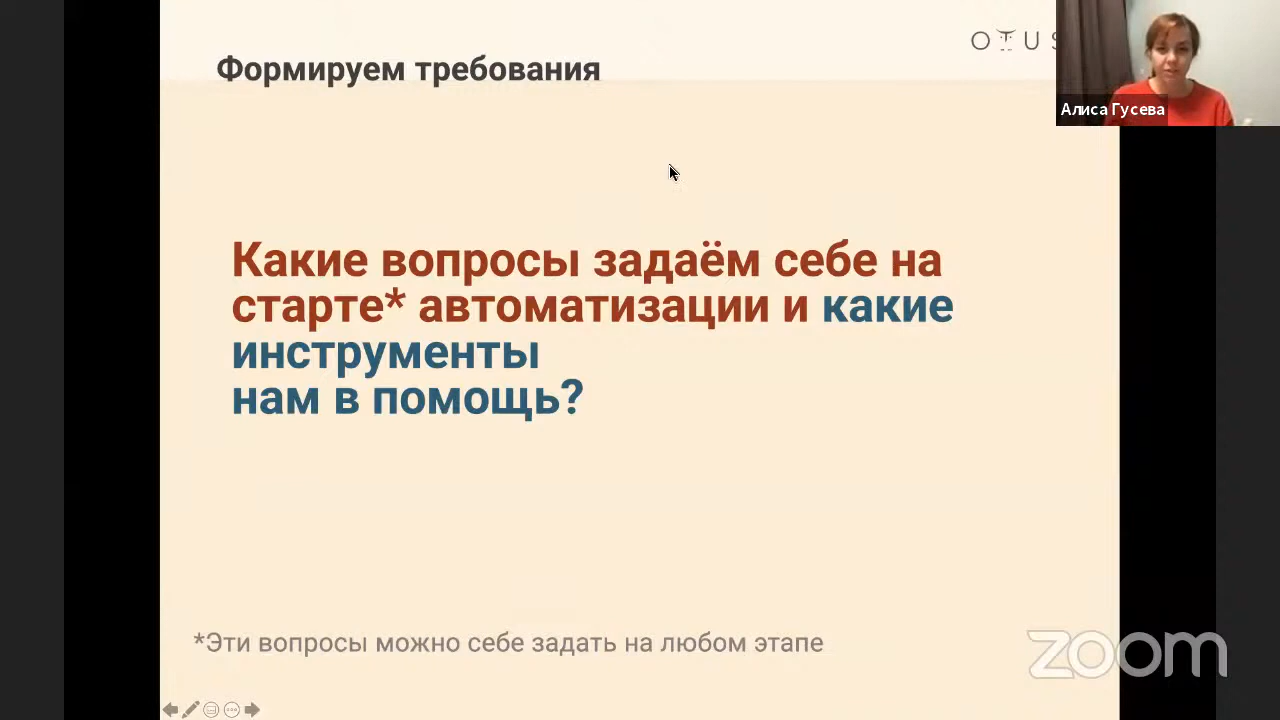 Формируем требования
OTUS
Алиса Гусева
Какие вопросы задаём себе на
старте* автоматизации и какие
инструменты
нам в помощь?
*Эти вопросы можно себе задать на любом этапе
zoom